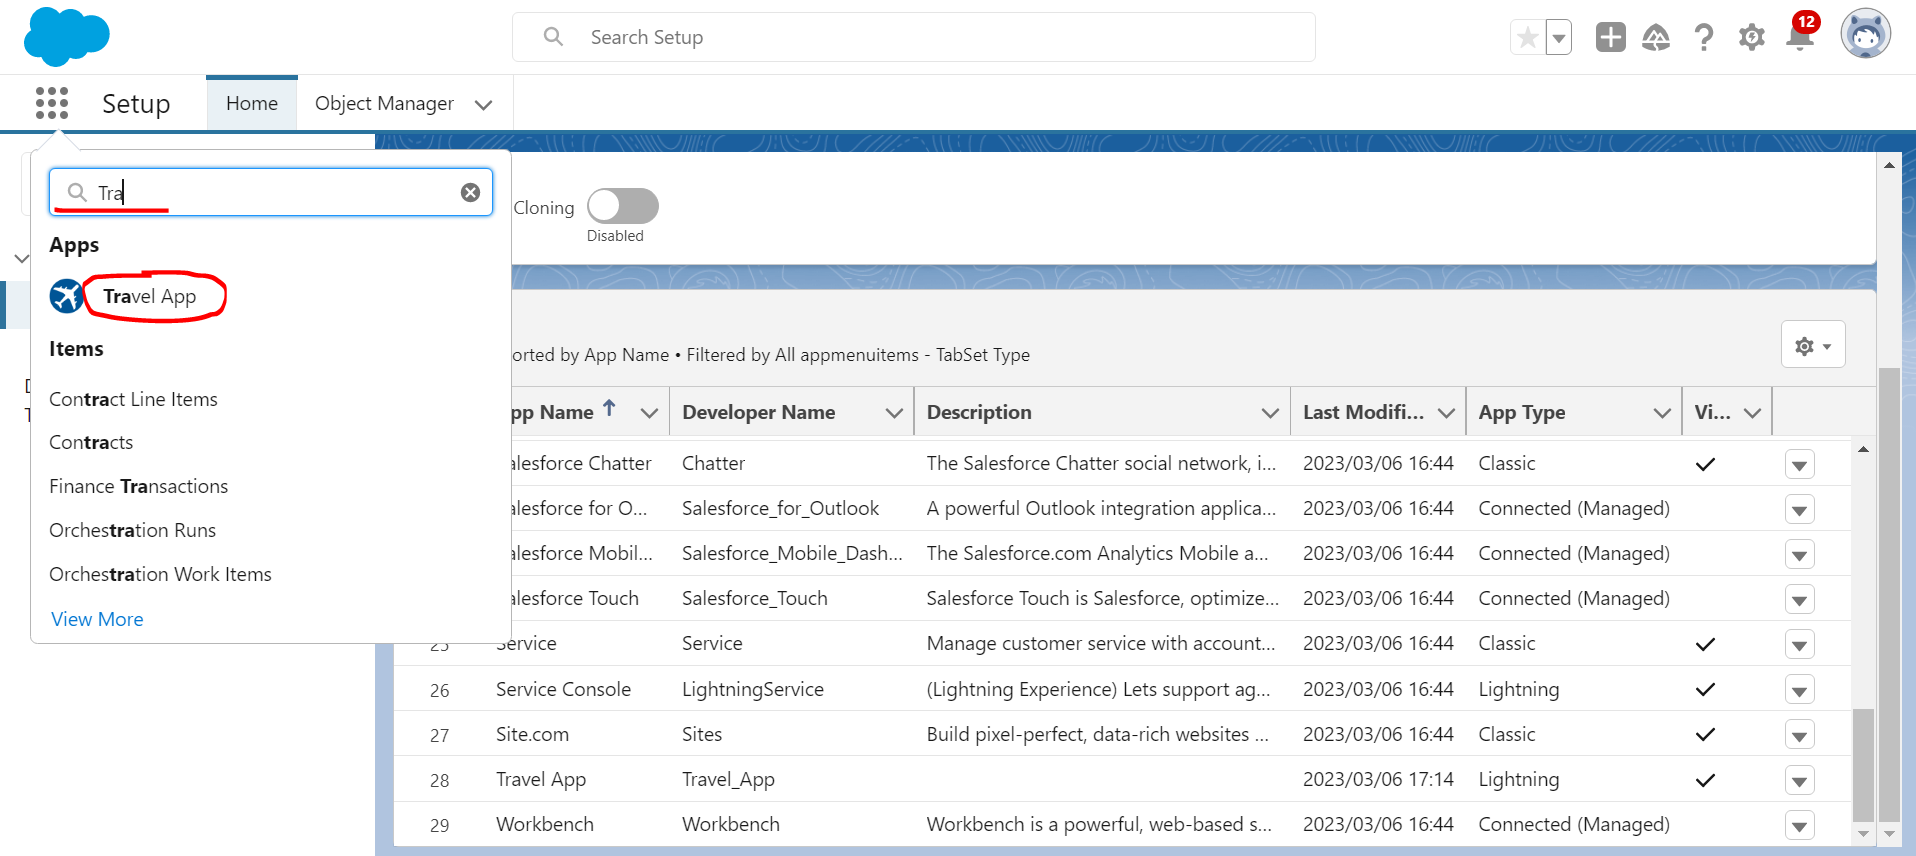 Search Setup
12
Setup
Home
Object Manager
Tra
Cloning
Disabled
Apps
Travel App
Items
Contract Line Items
Contracts
Finance Transactions
Orchestration Runs
Orchestration Work Items
View More
orted by App Name • Filtered by All appmenuitems - TabSet Type
pp Name Developer Name Description Last Modifi... App Type Vi...
alesforce Chatter Chatter The Salesforce Chatter social network, i... 2023/03/06 16:44 Classic
alesforce for O... Salesforce_for_Outlook A powerful Outlook integration applica... 2023/03/06 16:44 Connected (Managed)
alesforce Mobil... Salesforce_Mobile_Dash... The Salesforce.com Analytics Mobile a... 2023/03/06 16:44 Connected (Managed)
alesforce Touch Salesforce_Touch Salesforce Touch is Salesforce, optimize... 2023/03/06 16:44 Connected (Managed)
25 Service Service Manage customer service with account... 2023/03/06 16:44 Classic
26 Service Console LightningService (Lightning Experience) Lets support ag... 2023/03/06 16:44 Lightning
27 Site.com Sites Build pixel-perfect, data-rich websites ... 2023/03/06 16:44 Classic
28 Travel App Travel_App 2023/03/06 17:14 Lightning
29 Workbench Workbench Workbench is a powerful, web-based s... 2023/03/06 16:44 Connected (Managed)